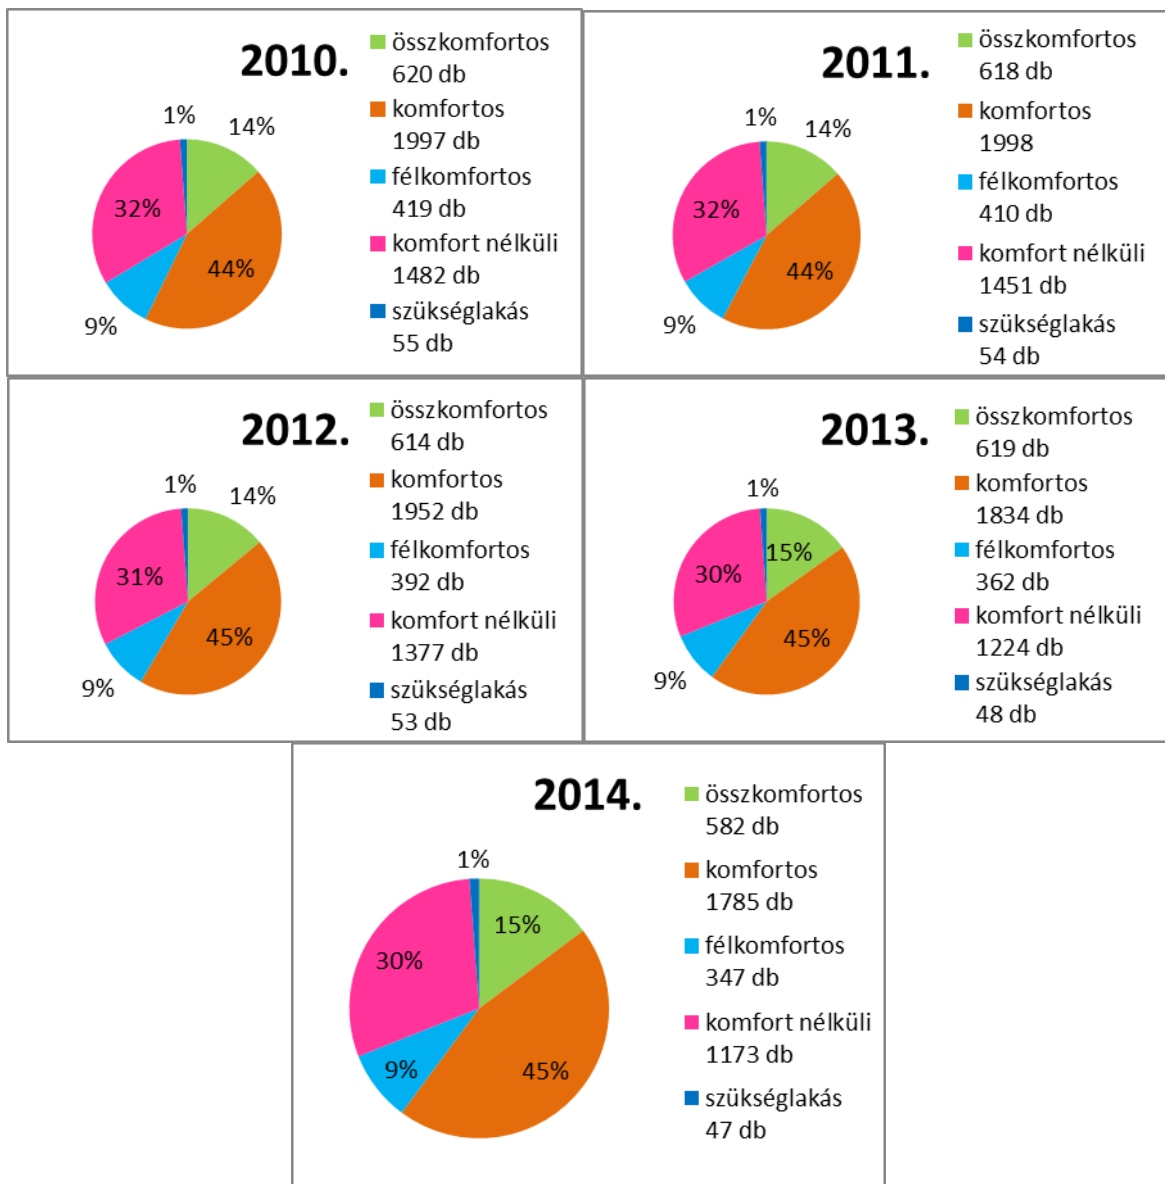 2010.
összkomfortos
620 db
komfortos
1997 db
félkomfortos
419 db
komfort nélküli
1482 db
szükséglakás
55 db
1%
14%
32%
44%
9%
2011.
összkomfortos
618 db
komfortos
1998
félkomfortos
410 db
komfort nélküli
1451 db
szükséglakás
54 db
1%
14%
32%
44%
9%
2012.
összkomfortos
614 db
komfortos
1952 db
félkomfortos
392 db
komfort nélküli
1377 db
szükséglakás
53 db
1%
14%
31%
45%
9%
2013.
összkomfortos
619 db
komfortos
1834 db
félkomfortos
362 db
komfort nélküli
1224 db
szükséglakás
48 db
1%
15%
30%
45%
9%
2014.
összkomfortos
582 db
komfortos
1785 db
félkomfortos
347 db
komfort nélküli
1173 db
szükséglakás
47 db
1%
15%
30%
9%
45%